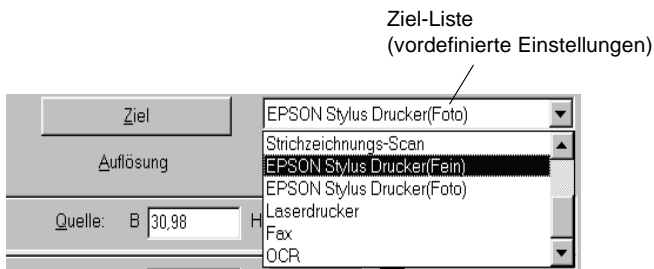 Ziel-Liste
(vordefinierte Einstellungen)
Ziel
EPSON Stylus Drucker(Foto)
Strichzeichnungs-Scan
Auflösung
EPSON Stylus Drucker(Fein)
EPSON Stylus Drucker(Foto)
Laserdrucker
Quelle: B 30,98 H
Fax
OCR